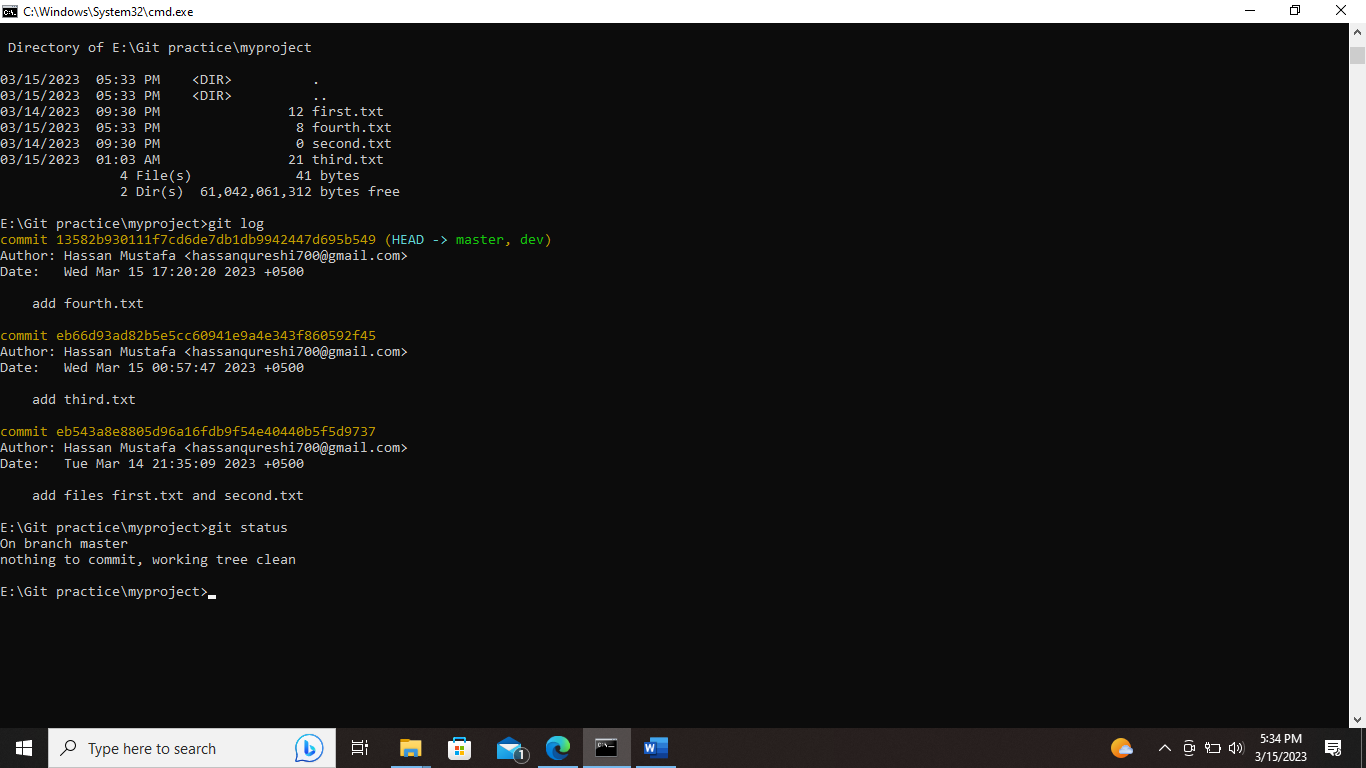 C:\Windows\System32\cmd.exe
Directory of E:\Git practice\myproject
03/15/2023  05:33 PM    <DIR>          .
03/15/2023  05:33 PM    <DIR>          ..
03/14/2023  09:30 PM                12 first.txt
03/15/2023  05:33 PM                 8 fourth.txt
03/14/2023  09:30 PM                 0 second.txt
03/15/2023  01:03 AM                21 third.txt
               4 File(s)             41 bytes
               2 Dir(s)  61,042,061,312 bytes free
E:\Git practice\myproject>git log
commit 13582b930111f7cd6de7db1db9942447d695b549 (HEAD -> master, dev)
Author: Hassan Mustafa <hassanqureshi700@gmail.com>
Date:   Wed Mar 15 17:20:20 2023 +0500
    add fourth.txt
commit eb66d93ad82b5e5cc60941e9a4e343f860592f45
Author: Hassan Mustafa <hassanqureshi700@gmail.com>
Date:   Wed Mar 15 00:57:47 2023 +0500
    add third.txt
commit eb543a8e8805d96a16fdb9f54e40440b5f5d9737
Author: Hassan Mustafa <hassanqureshi700@gmail.com>
Date:   Tue Mar 14 21:35:09 2023 +0500
    add files first.txt and second.txt
E:\Git practice\myproject>git status
On branch master
nothing to commit, working tree clean
E:\Git practice\myproject>
Type here to search
1
5:34 PM
3/15/2023